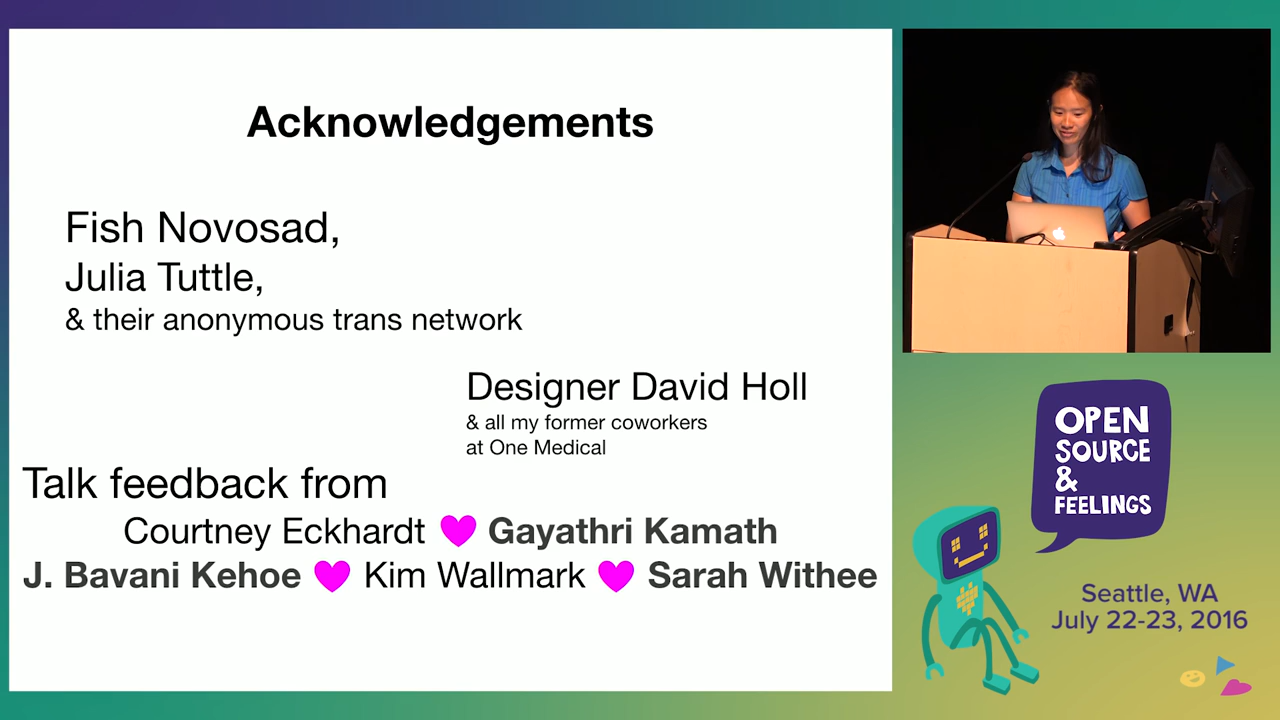 Acknowledgements
Fish Novosad,
Julia Tuttle,
& their anonymous trans network
Designer David Holl
& all my former coworkers
at One Medical
Talk feedback from
Courtney Eckhardt Gayathri Kamath
J. Bavani Kehoe Kim Wallmark Sarah Withee
OPEN
SOURCE
&
FEELINGS
Seattle, WA
July 22-23, 2016